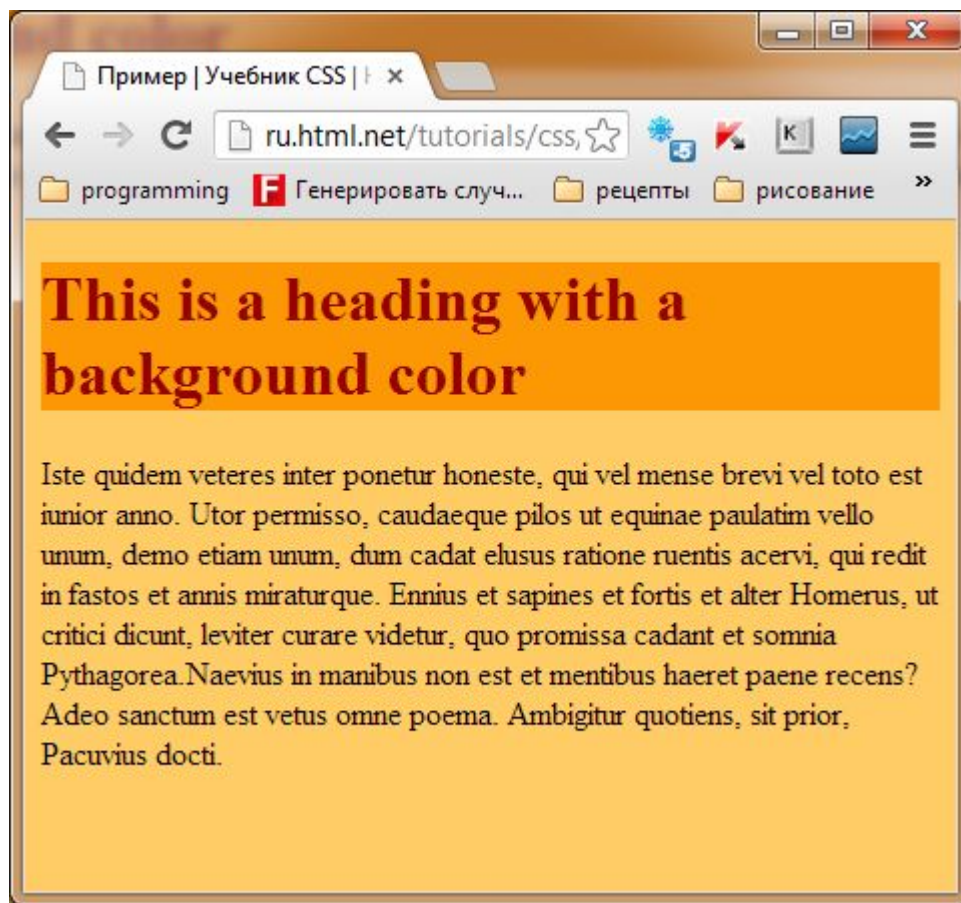 Пример | Учебник CSS |
ru.html.net/tutorials/css/
-5
K
programming
F Генерировать случ...
рецепты
рисование
»
This is a heading with a
background color
Iste quidem veteres inter ponetur honeste, qui vel mense brevi vel toto est
iunior anno. Utor permisso, caudaeque pilos ut equinae paulatim vello
unum, demo etiam unum, dum cadat elusus ratione ruentis acervi, qui redit
in fastos et annis miraturque. Ennius et sapines et fortis et alter Homerus, ut
critici dicunt, leviter curare videtur, quo promissa cadant et somnia
Pythagorea.Naevius in manibus non est et mentibus haeret paene recens?
Adeo sanctum est vetus omne poema. Ambigitur quotiens, sit prior,
Pacuvius docti.